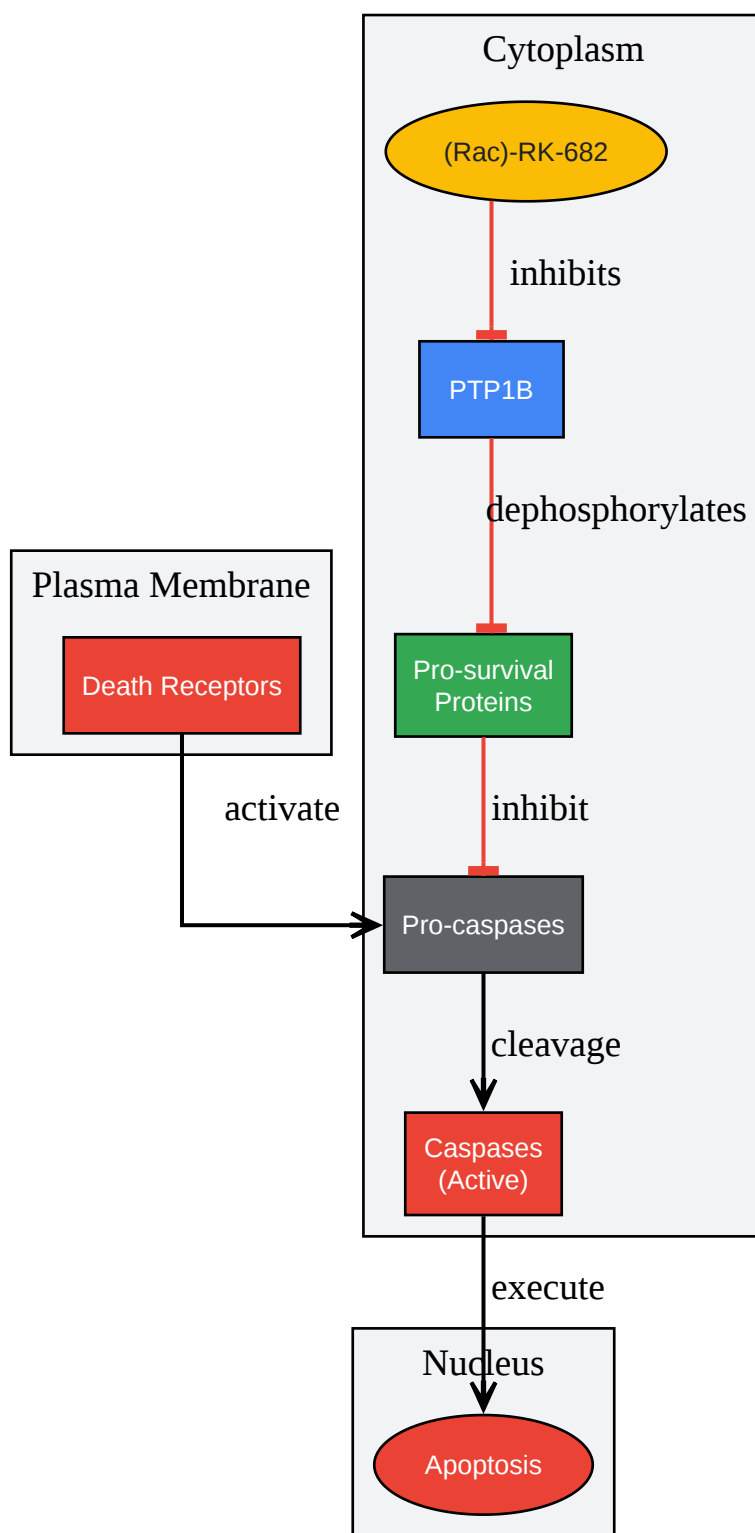 Cytoplasm
(Rac)-RK-682
inhibits
PTP1B
dephosphorylates
Plasma Membrane
Death Receptors
Pro-survival
Proteins
activate
inhibit
Pro-caspases
cleavage
Caspases
(Active)
execute
Nucleus
Apoptosis